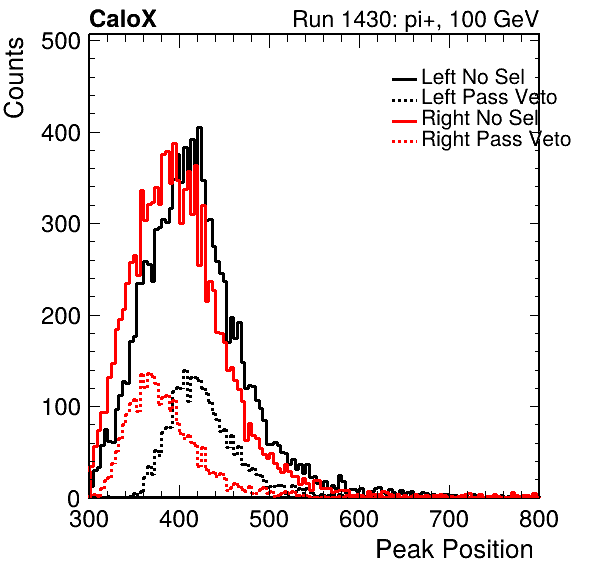 CaloX Run 1430: pi+, 100 GeV
Counts
500
400
300
200
100
0
Left No Sel
Left Pass Veto
Right No Sel
Right Pass Veto
300 400 500 600 700 800
Peak Position